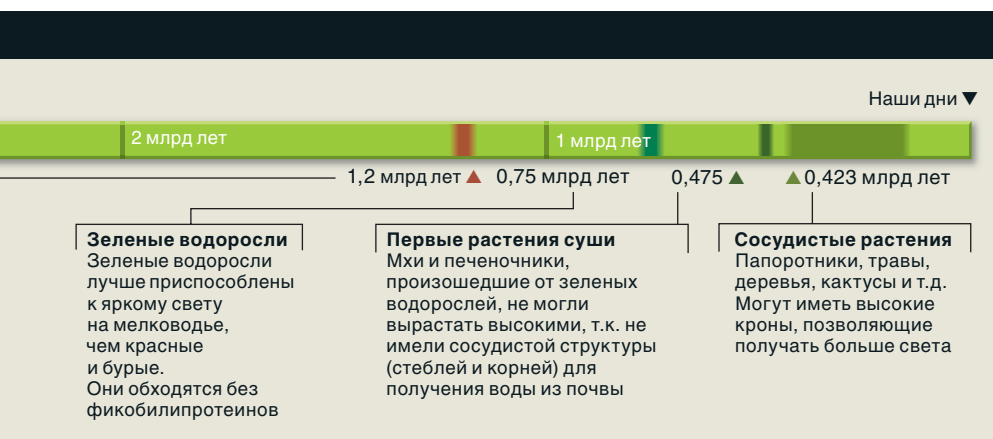 Наши дни ▼
2 млрд лет
1 млрд лет
1,2 млрд лет ▲ 0,75 млрд лет 0,475 ▲ ▲ 0,423 млрд лет
Зеленые водоросли
Зеленые водоросли
лучше приспособлены
к яркому свету
на мелководье,
чем красные
и бурые.
Они обходятся без
фикобилипротеинов
Первые растения суши
Мхи и печеночники,
произошедшие от зеленых
водорослей, не могли
вырастать высокими, т.к. не
имели сосудистой структуры
(стеблей и корней) для
получения воды из почвы
Сосудистые растения
Папоротники, травы,
деревья, кактусы и т.д.
Могут иметь высокие
кроны, позволяющие
получать больше света